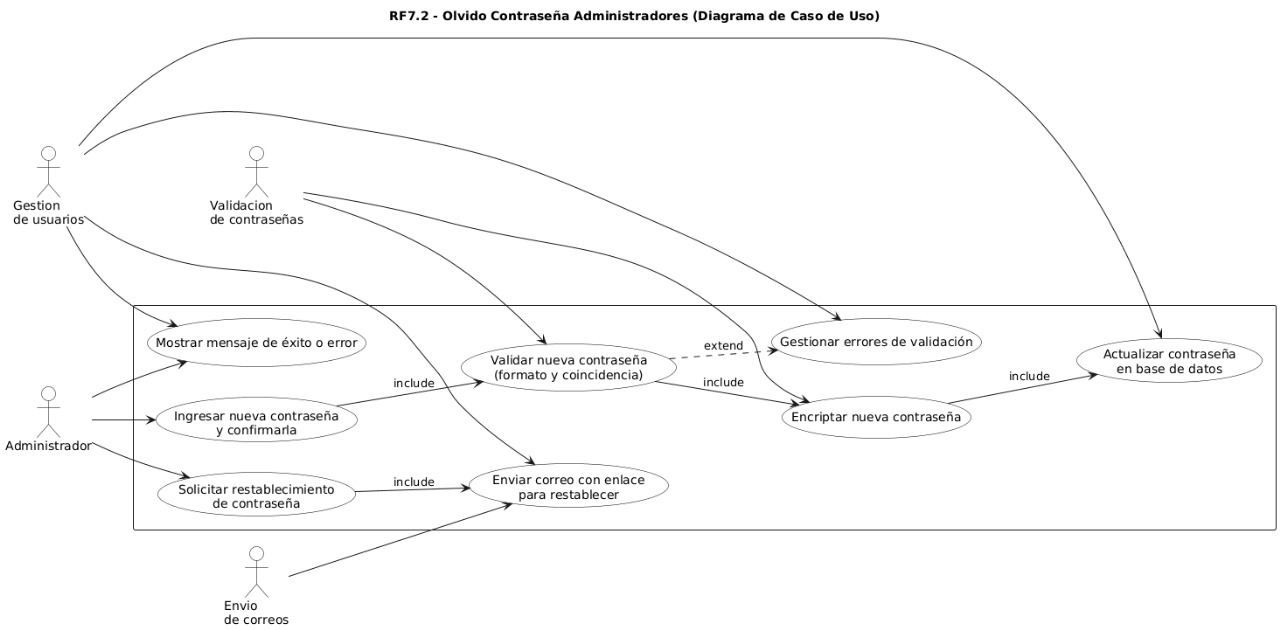 RF7.2 - Olvido Contraseña Administradores (Diagrama de Caso de Uso)
Gestion
de usuarios
Validacion
de contraseñas
Mostrar mensaje de éxito o error
Validar nueva contraseña
(formato y coincidencia)
extend
Gestionar errores de validación
Actualizar contraseña
en base de datos
Administrador
Ingresar nueva contraseña
y confirmarla
include
include
Encriptar nueva contraseña
include
Solicitar restablecimiento
de contraseña
include
Enviar correo con enlace
para restablecer
Envio
de correos